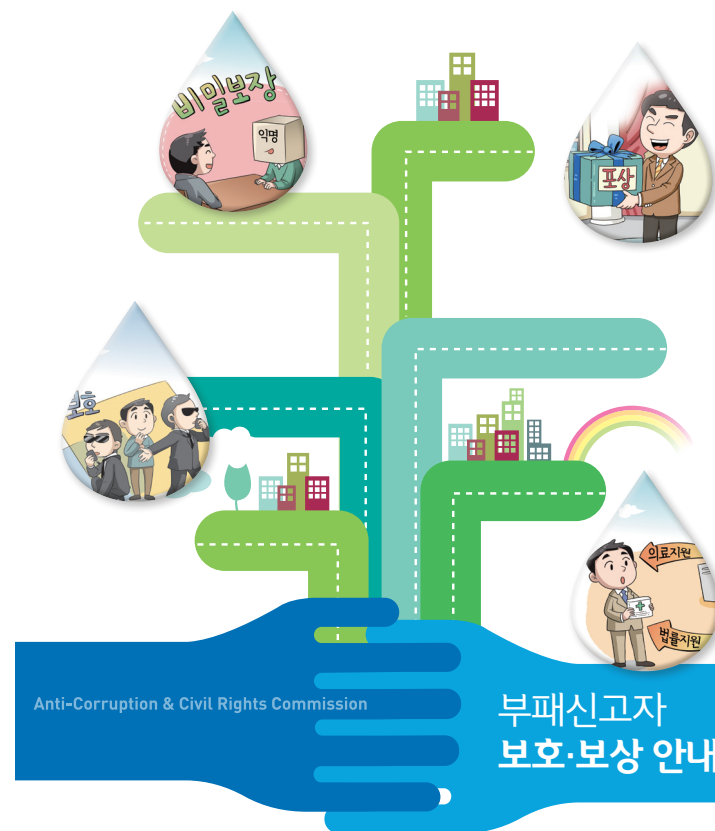 비밀보장
익명
포상
보호
의료지원
법률지원
Anti-Corruption & Civil Rights Commission
부패신고자
보호·보상 안내